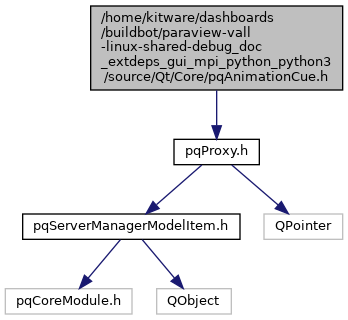 /home/kitware/dashboards
/buildbot/paraview-vall
-linux-shared-debug_doc
_extdeps_gui_mpi_python_python3
/source/Qt/Core/pqAnimationCue.h
pqProxy.h
pqServerManagerModelItem.h
QPointer
pqCoreModule.h
QObject